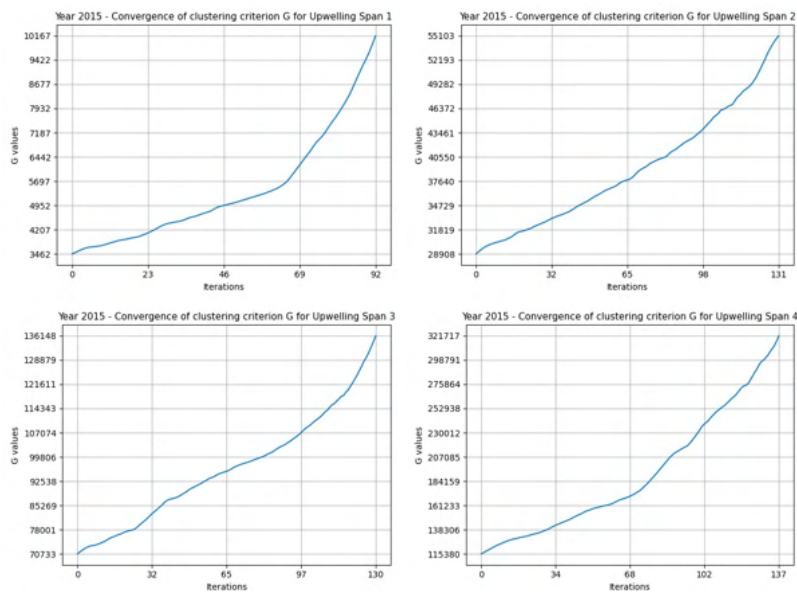 Year 2015 - Convergence of clustering criterion G for Upwelling Span 1
10167
9422
8677
7932
7187
6442
5697
4952
4207
3462
G values
0 23 46 69 92
Iterations
Year 2015 - Convergence of clustering criterion G for Upwelling Span 2
55103
52193
49282
46372
43461
40550
37640
34729
31819
28908
G values
0 32 65 98 131
Iterations
Year 2015 - Convergence of clustering criterion G for Upwelling Span 3
136148
128879
121611
114343
107074
99806
92538
85269
78001
70733
G values
0 32 65 97 130
Iterations
Year 2015 - Convergence of clustering criterion G for Upwelling Span 4
321717
298791
275864
252938
230012
207085
184159
161233
138306
115380
G values
0 34 68 102 137
Iterations